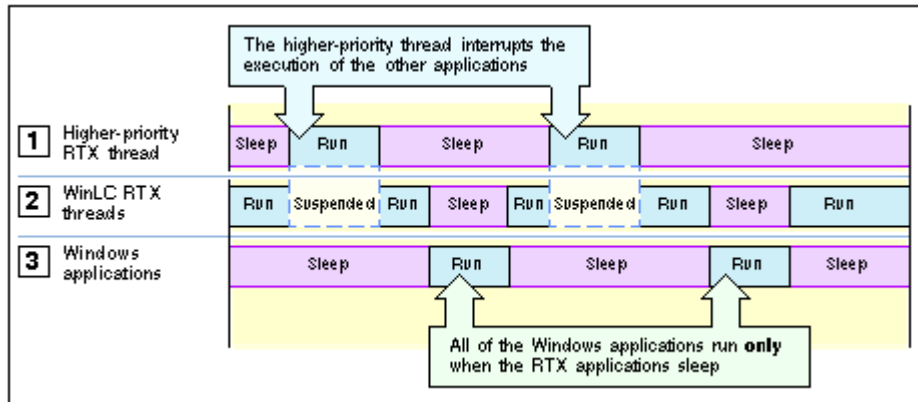 The higher-priority thread interrupts the
execution of the other applications
1 Higher-priority
RTX thread
Sleep Run Sleep Run Sleep
2 WinLC RTX
threads
Run Suspended Run Sleep Run Suspended Run Sleep Run
3 Windows
applications
Sleep Run Sleep Run Sleep
All of the Windows applications run only
when the RTX applications sleep